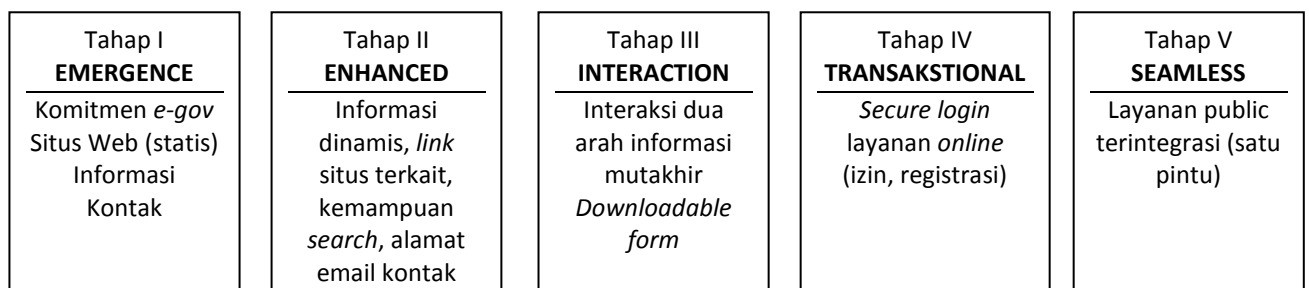 Tahap I
EMERGENCE
Komitmen e-gov
Situs Web (statis)
Informasi
Kontak
Tahap II
ENHANCED
Informasi
dinamis, link
situs terkait,
kemampuan
search, alamat
email kontak
Tahap III
INTERACTION
Interaksi dua
arah informasi
mutakhir
Downloadable
form
Tahap IV
TRANSAKSTIONAL
Secure login
layanan online
(izin, registrasi)
Tahap V
SEAMLESS
Layanan public
terintegrasi (satu
pintu)